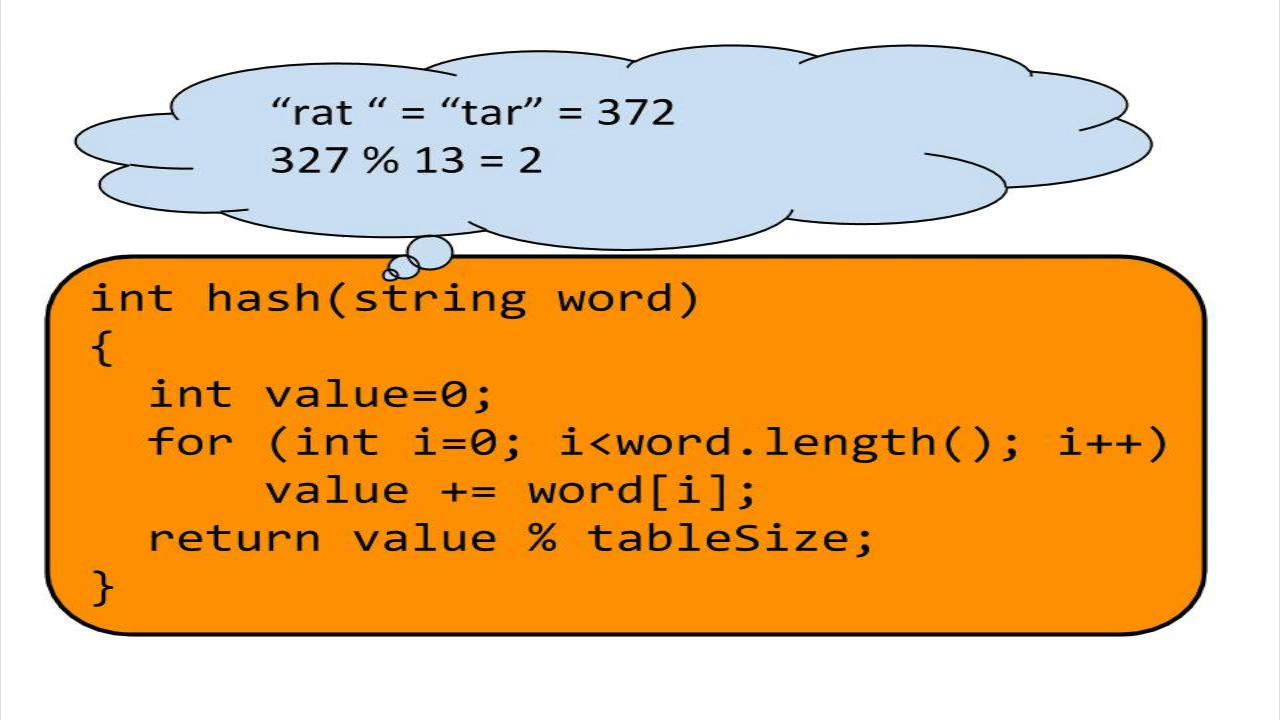 “rat “ = “tar” = 372
327 % 13 = 2
int hash(string word)
{
int value=0;
for (int i=0; i<word.length(); i++)
value += word[i];
return value % tableSize;
}